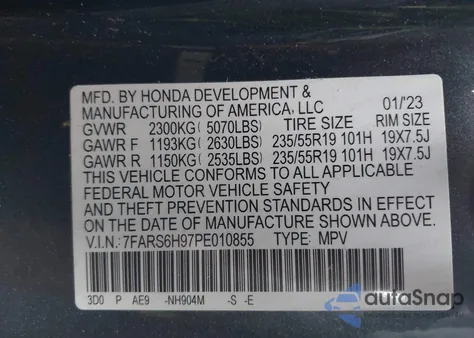 MFD. BY HONDA DEVELOPMENT &
MANUFACTURING OF AMERICA, LLC 01/'23
GVWR 2300KG( 5070LBS) TIRE SIZE RIM SIZE
GAWR F 1193KG( 2630LBS) 235/55R19 101H 19X7.5J
GAWR R 1150KG( 2535LBS) 235/55R19 101H 19X7.5J
THIS VEHICLE CONFORMS TO ALL APPLICABLE
FEDERAL MOTOR VEHICLE SAFETY
AND THEFT PREVENTION STANDARDS IN EFFECT
ON THE DATE OF MANUFACTURE SHOWN ABOVE.
V.I.N.:7FARS6H97PE010855 TYPE: MPV
3D0 P AE9 -NH904M -S -E
autaSnap